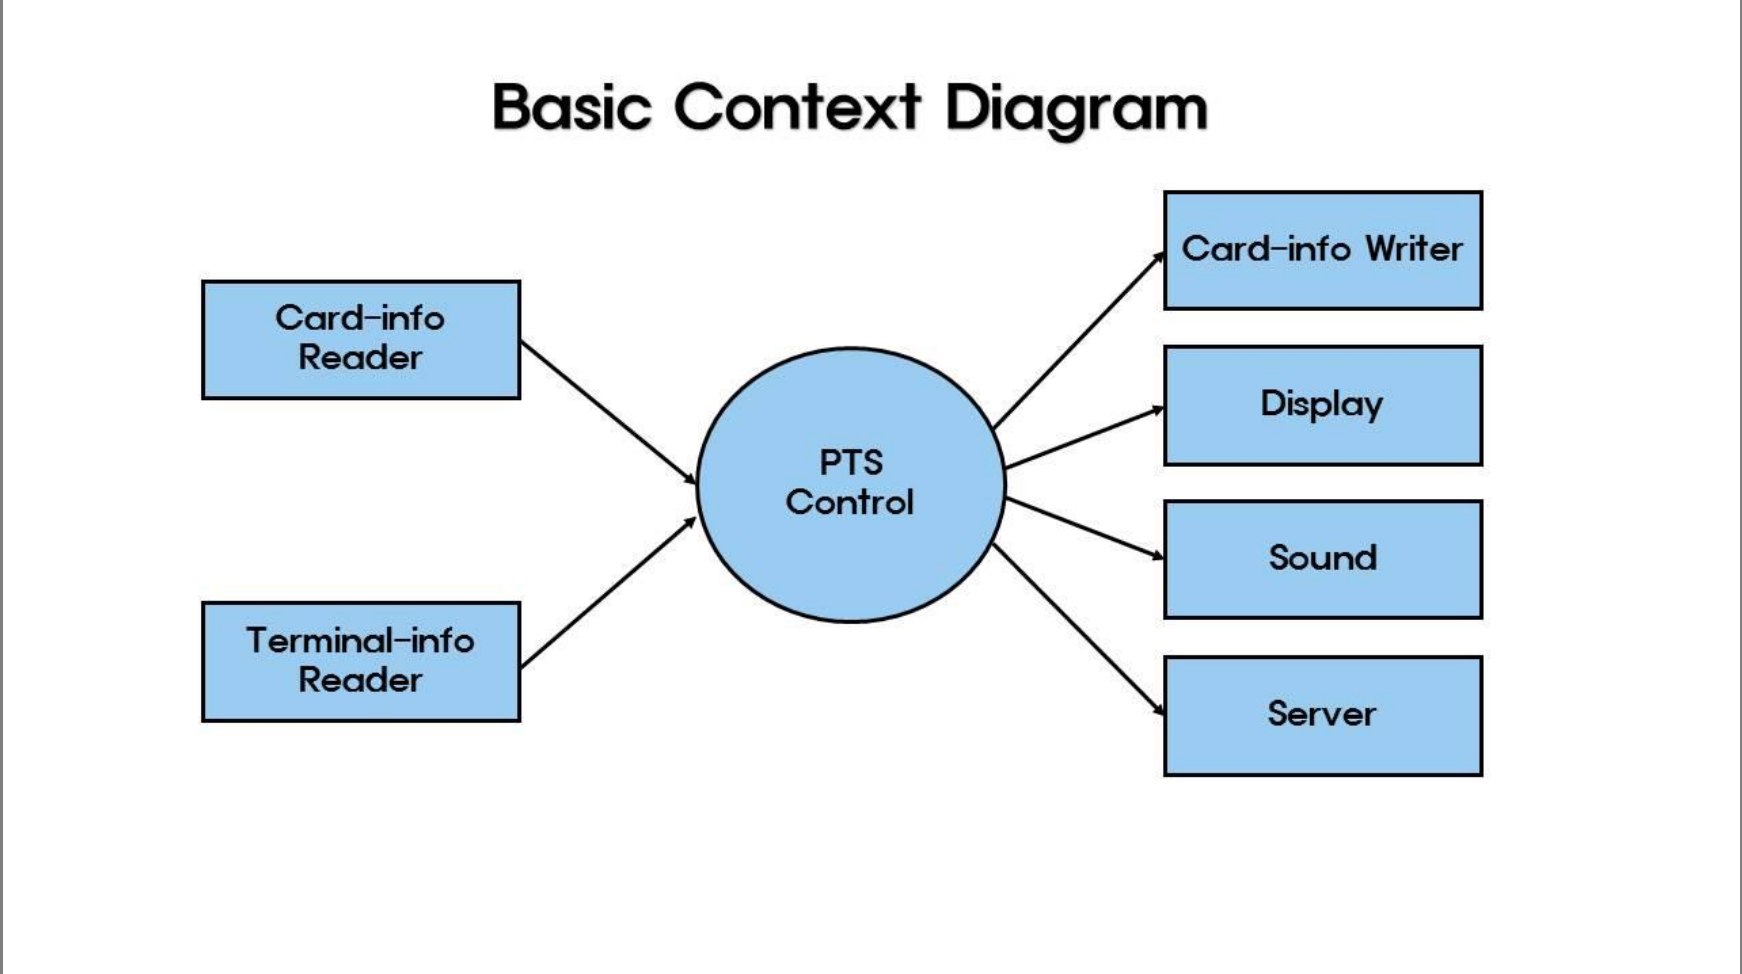 Basic Context Diagram
Card-info Writer
Card-info
Reader
Display
PTS
Control
Sound
Terminal-info
Reader
Server